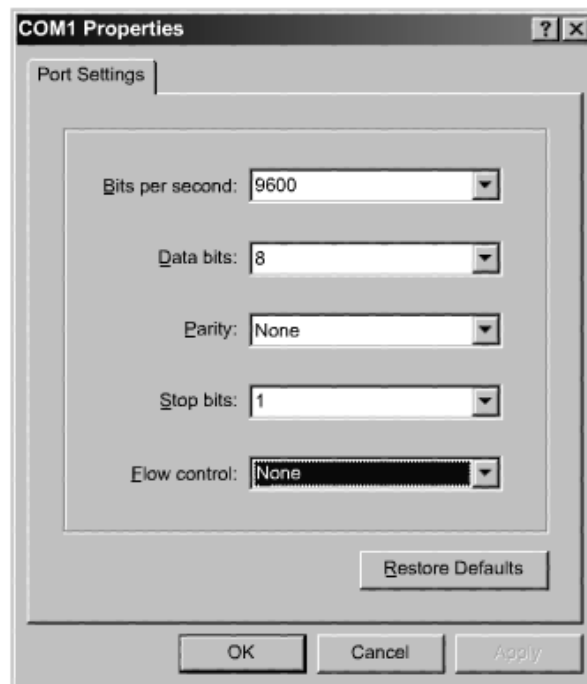 COM1 Properties
Port Settings
Bits per second: 9600
Data bits: 8
Parity: None
Stop bits: 1
Flow control: None
Restore Defaults
OK Cancel Apply